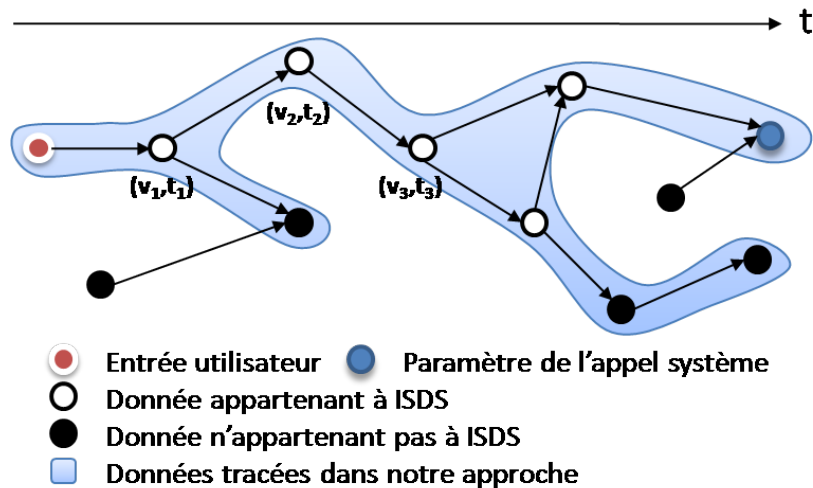 t
(v2,t2)
(v1,t1)
(v3,t3)
Entrée utilisateur
Paramètre de l'appel système
Donnée appartenant à ISDS
Donnée n'appartenant pas à ISDS
Données tracées dans notre approche